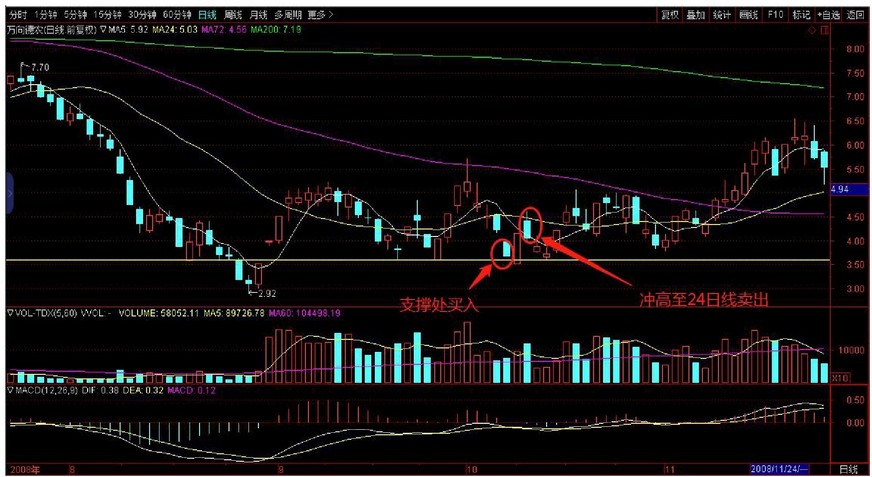 分时 1分钟 5分钟 15分钟 30分钟 60分钟 日线 周线 月线 多周期 更多> 复权 叠加 统计 画线 F10 标记 +自选 返回
万向德农(日线.前复权) ▽MA5: 5.92 MA24: 5.03 MA72: 4.56 MA200: 7.19
8.00
7.70
7.50
7.00
6.50
6.00
5.50
4.94
4.50
4.00
3.50
3.00
2.92
支撑处买入
冲高至24日线卖出
▽VOL-TDX(5,60) VVOL: - VOLUME: 58052.11 MA5: 89726.78 MA60: 104498.19
10000
X10
▽MACD(12,26,9) DIF: 0.38 DEA: 0.32 MACD: 0.12
0.50
0.00
2008年 8 9 10 11 2008/11/24/一 日线